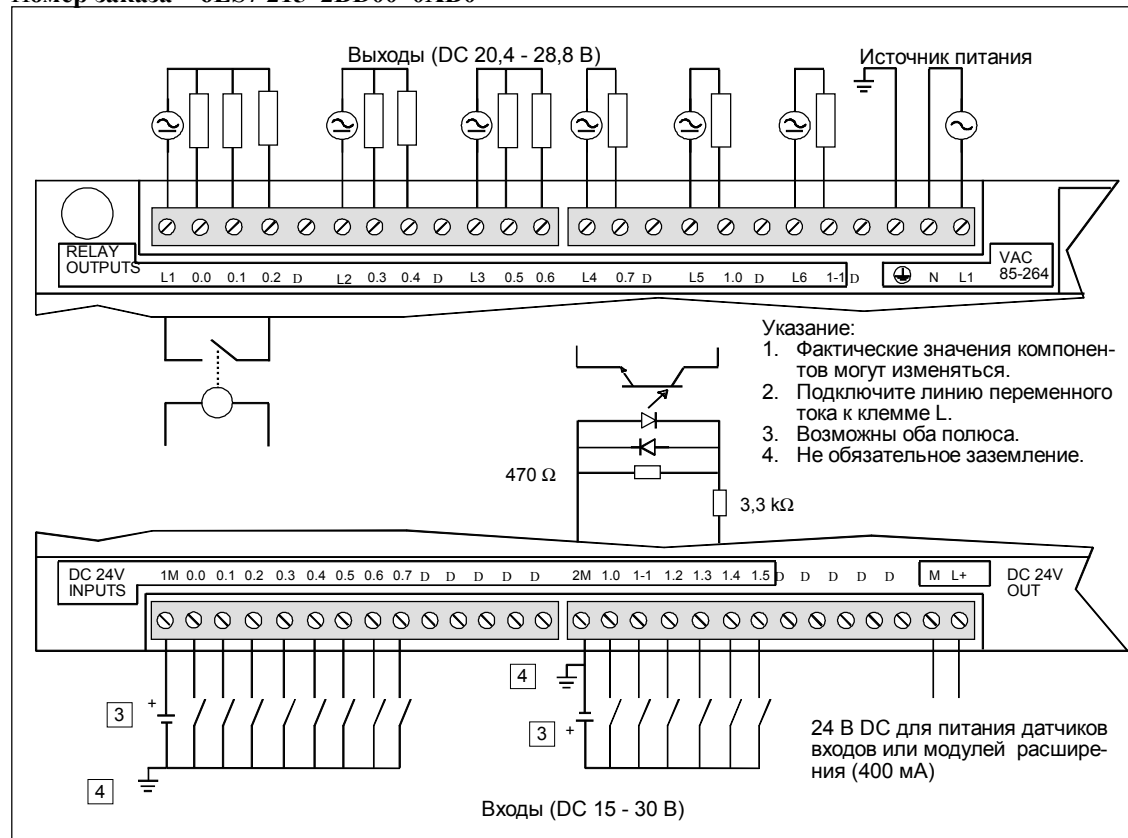 Номер заказа 6ES7 215–2BD00–0XB0
Выходы (DC 20,4 - 28,8 В)
Источник питания
RELAY
OUTPUTS
L1 0.0 0.1 0.2 D L2 0.3 0.4 D L3 0.5 0.6 L4 0.7 D L5 1.0 D L6 1-1 D N L1
VAC
85-264
Указание:
1. Фактические значения компонен-
тов могут изменяться.
2. Подключите линию переменного
тока к клемме L.
3. Возможны оба полюса.
4. Не обязательное заземление.
470 Ω
3,3 kΩ
DC 24V
INPUTS
1M 0.0 0.1 0.2 0.3 0.4 0.5 0.6 0.7 D D D D D 2M 1.0 1-1 1.2 1.3 1.4 1.5 D D D D D M L+
DC 24V
OUT
4
3 +
3 +
4
24 В DC для питания датчиков
входов или модулей расшире-
ния (400 мА)
Входы (DC 15 - 30 В)